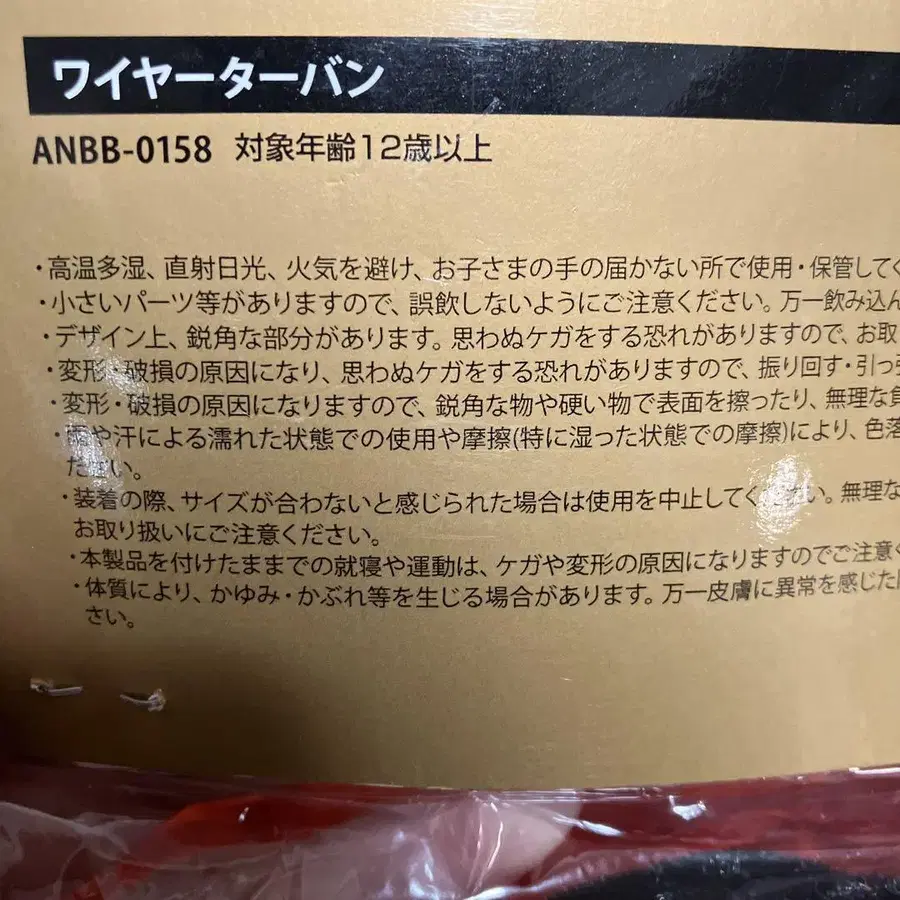 ワイヤーターバン
ANBB-0158 対象年齢12歳以上
・高温多湿、直射日光、火気を避け、お子さまの手の届かない所で使用・保管してく
・小さいパーツ等がありますので、誤飲しないようにご注意ください。万一飲み込ん
・デザイン上、鋭角な部分があります。思わぬケガをする恐れがありますので、お取
・変形・破損の原因になり、思わぬケガをする恐れがありますので、振り回す・引っ張
・変形・破損の原因になりますので、鋭角な物や硬い物で表面を擦ったり、無理な負
・雨や汗による濡れた状態での使用や摩擦(特に湿った状態での摩擦)により、色落
ださい。
・装着の際、サイズが合わないと感じられた場合は使用を中止してください。無理な
お取り扱いにご注意ください。
・本製品を付けたままでの就寝や運動は、ケガや変形の原因になりますのでご注意く
・体質により、かゆみ・かぶれ等を生じる場合があります。万一皮膚に異常を感じた
さい。